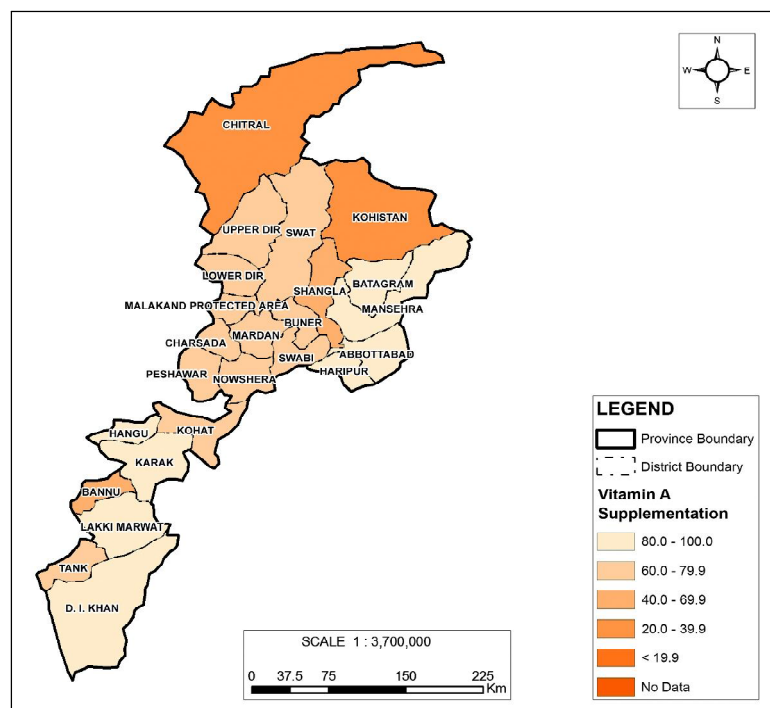 N
W E
S
CHITRAL
KOHISTAN
UPPER DIR
SWAT
LOWER DIR
BATAGRAM
SHANGLA
MANSEHRA
MALAKAND PROTECTED AREA
BUNER
MARDAN
CHARSADA
ABBOTTABAD
SWABI
HARIPUR
PESHAWAR
NOWSHERA
KOHAT
HANGU
KARAK
BANNU
LAKKI MARWAT
TANK
D. I. KHAN
LEGEND
Province Boundary
District Boundary
Vitamin A
Supplementation
80.0 - 100.0
60.0 - 79.9
40.0 - 69.9
20.0 - 39.9
< 19.9
No Data
SCALE 1 : 3,700,000
0 37.5 75 150 225
Km